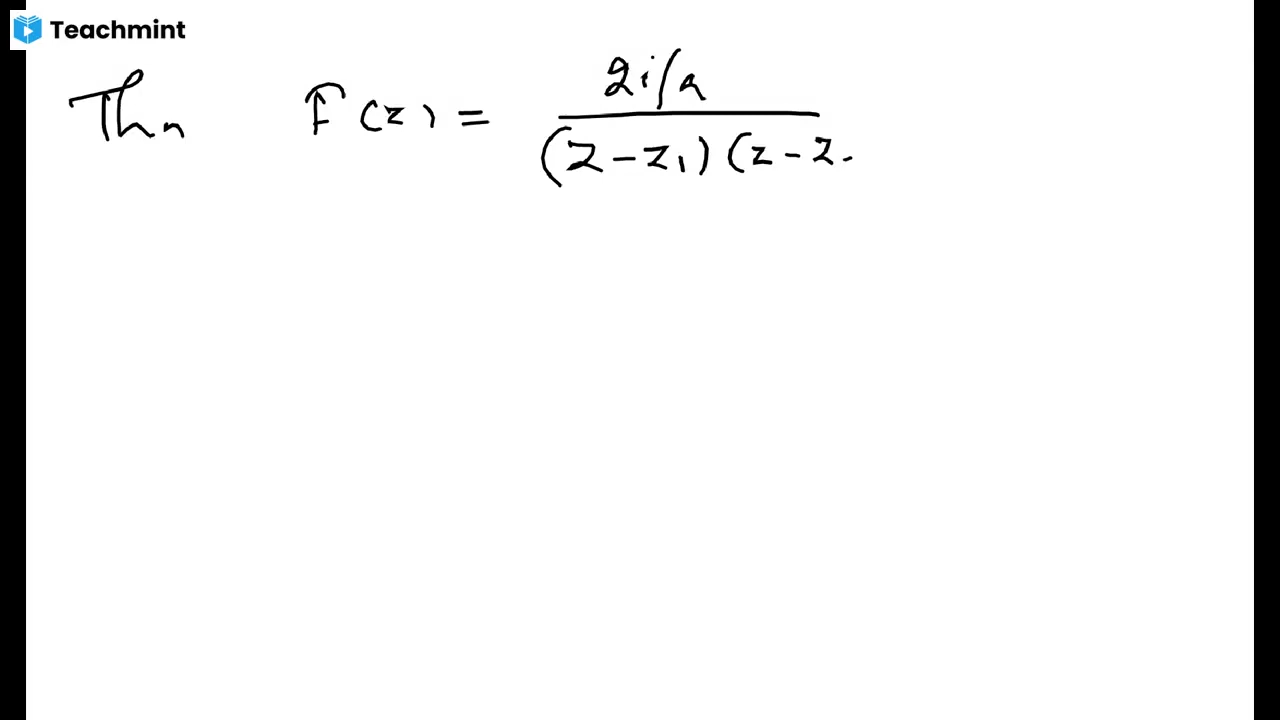 Teachmint
Thn F(z) = 2i/a
(z-z₁)(z-z.